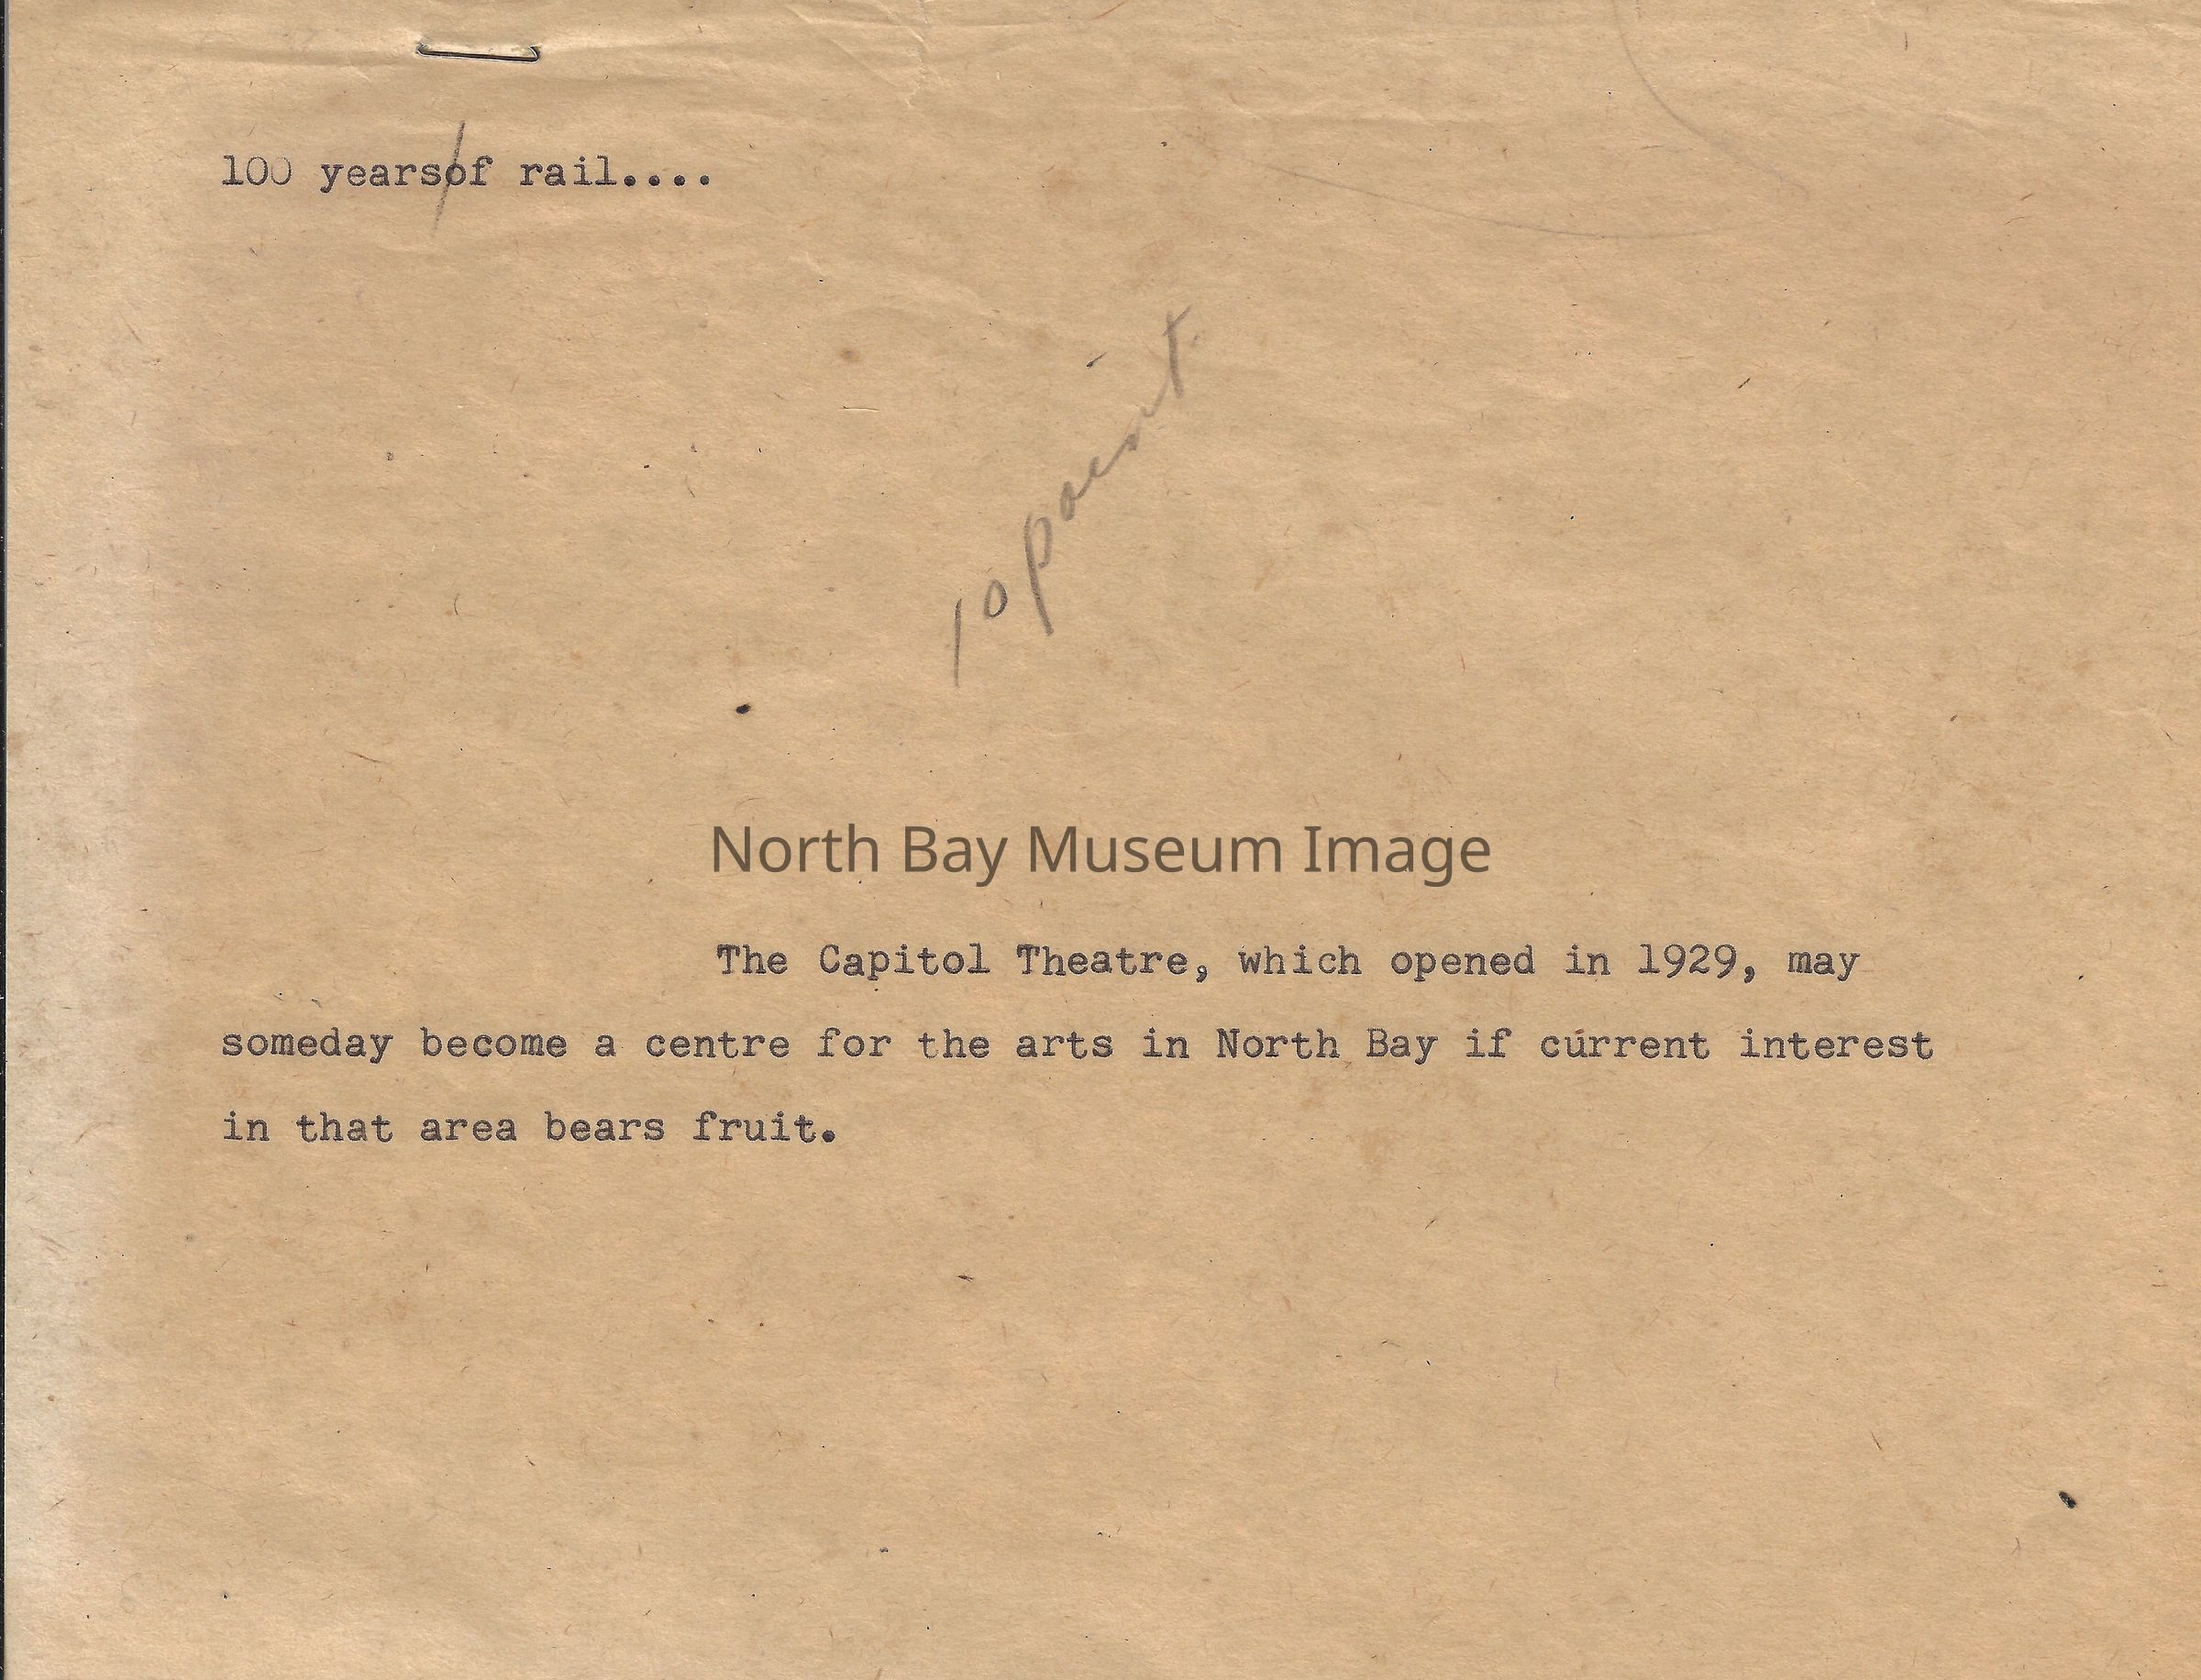 100 yearsof rail....
10 point.
North Bay Museum Image
The Capitol Theatre, which opened in 1929, may
someday become a centre for the arts in North Bay if current interest
in that area bears fruit.